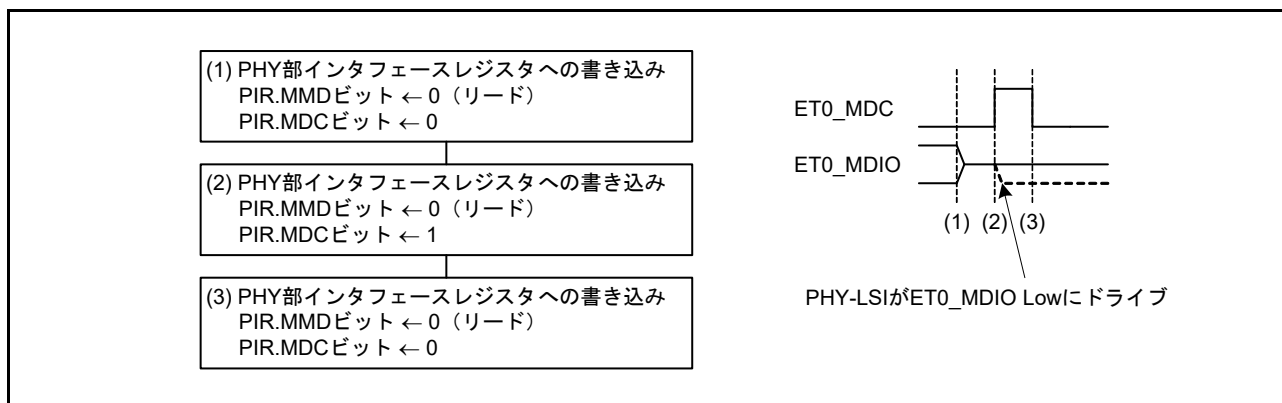 (1) PHY部インタフェースレジスタへの書き込み
PIR.MMDビット ← 0（リード）
PIR.MDCビット ← 0
(2) PHY部インタフェースレジスタへの書き込み
PIR.MMDビット ← 0（リード）
PIR.MDCビット ← 1
(3) PHY部インタフェースレジスタへの書き込み
PIR.MMDビット ← 0（リード）
PIR.MDCビット ← 0
ET0_MDC
ET0_MDIO
(1) (2) (3)
PHY-LSIがET0_MDIO Lowにドライブ